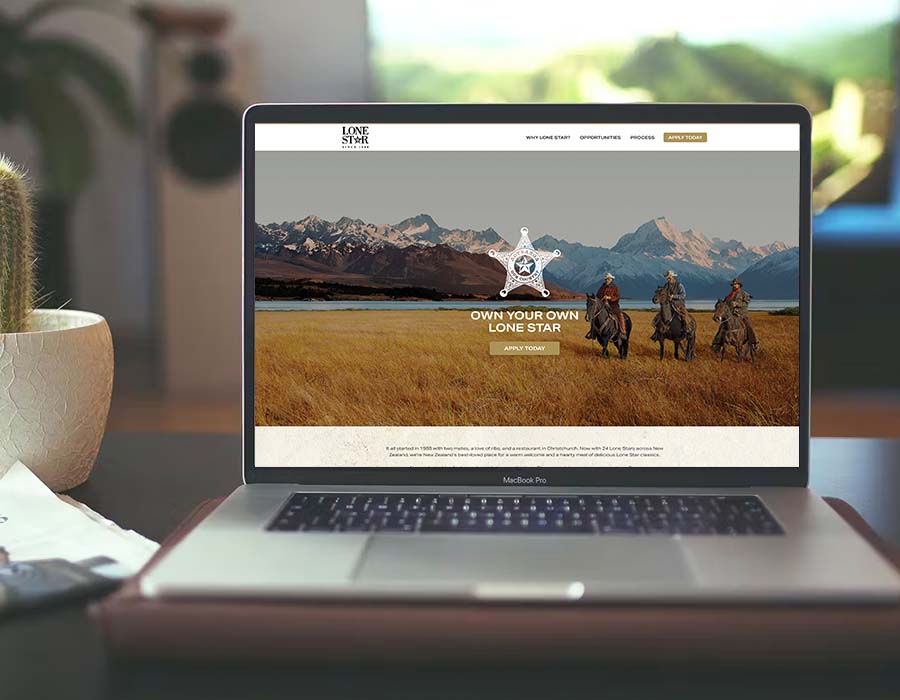 LONE
STAR
SINCE 1988
WHY LONE STAR?
OPPORTUNITIES
PROCESS
APPLY TODAY
OWN YOUR OWN
LONE STAR
APPLY TODAY
It all started in 1988 with two mates, a love of ribs, and a restaurant in Christchurch. Now with 24 Lone Stars across New
Zealand, we're New Zealand's best-loved place for a warm welcome and a hearty meal of delicious Lone Star classics.
MacBook Pro